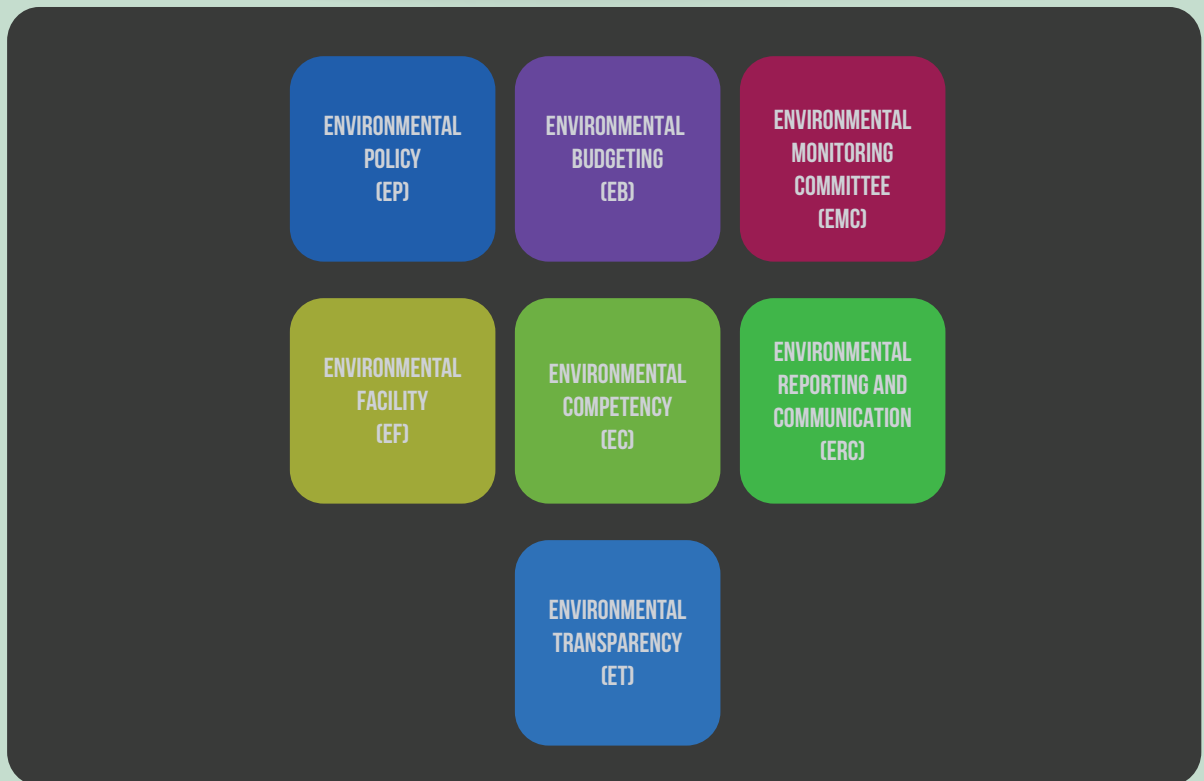 ENVIRONMENTAL
POLICY
(EP)
ENVIRONMENTAL
BUDGETING
(EB)
ENVIRONMENTAL
MONITORING
COMMITTEE
(EMC)
ENVIRONMENTAL
FACILITY
(EF)
ENVIRONMENTAL
COMPETENCY
(EC)
ENVIRONMENTAL
REPORTING AND
COMMUNICATION
(ERC)
ENVIRONMENTAL
TRANSPARENCY
(ET)